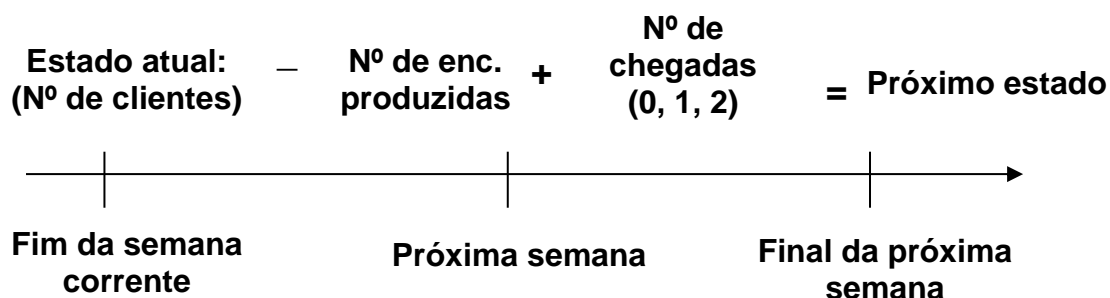 Estado atual:
(Nº de clientes)
–
Nº de enc.
produzidas
+
Nº de
chegadas
(0, 1, 2)
=
Próximo estado
Fim da semana
corrente
Próxima semana
Final da próxima
semana